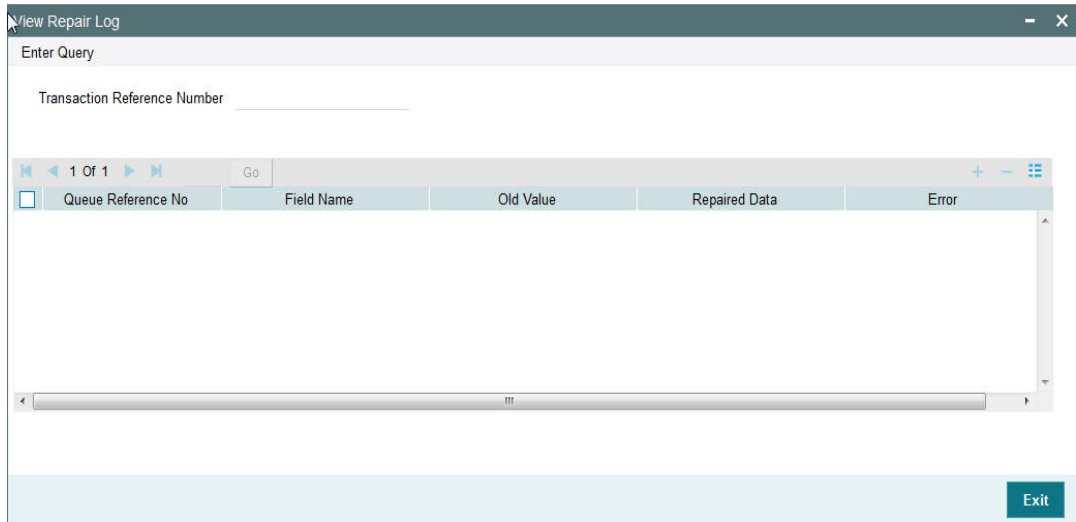 View Repair Log
Enter Query
Transaction Reference Number
1 Of 1 Go
Queue Reference No Field Name Old Value Repaired Data Error
Exit